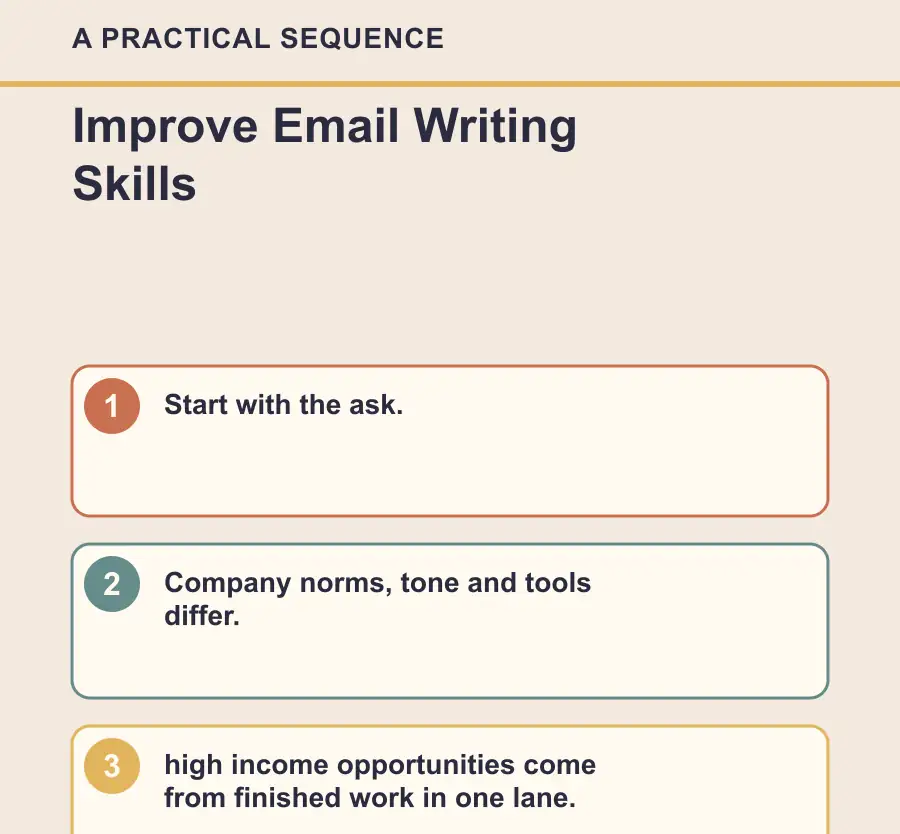 A PRACTICAL SEQUENCE
Improve Email Writing
Skills
1
Start with the ask.
2
Company norms, tone and tools
differ.
3
high income opportunities come
from finished work in one lane.